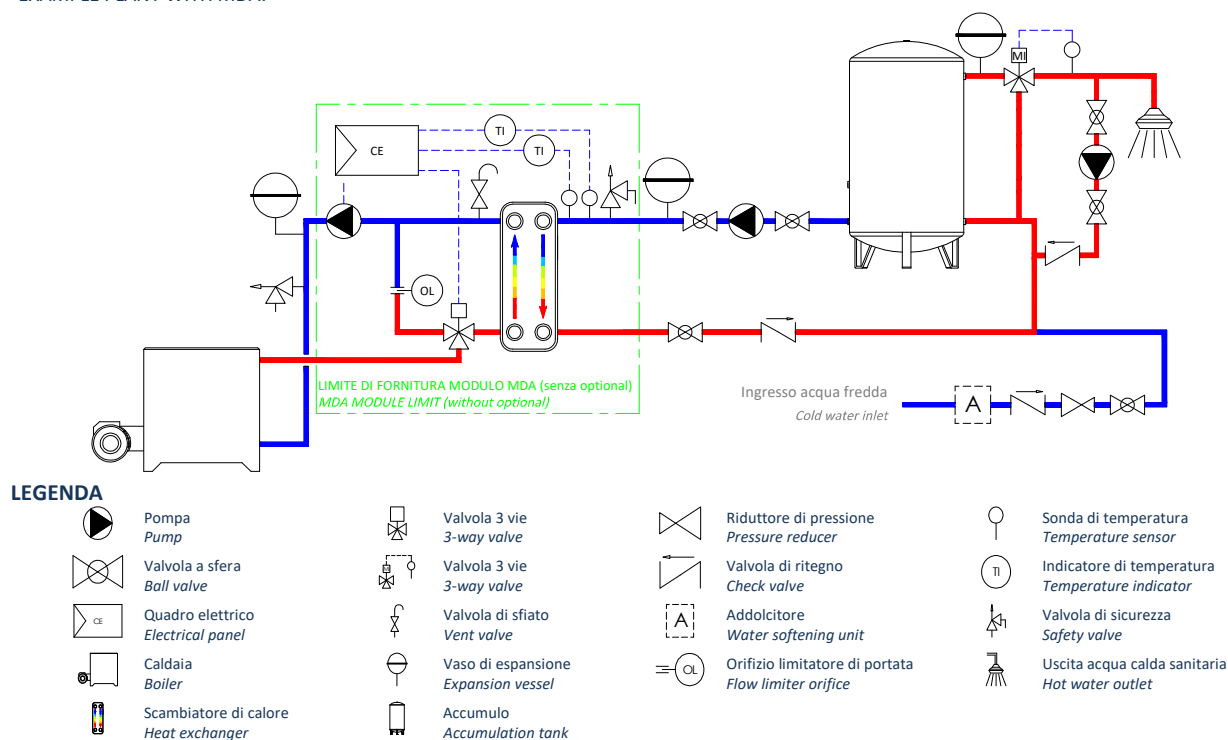 MI
TI
TI
CE
OL
LIMITE DI FORNITURA MODULO MDA (senza optional)
MDA MODULE LIMIT (without optional)
Ingresso acqua fredda
Cold water inlet
A
LEGENDA
Pompa
Pump
Valvola 3 vie
3-way valve
Riduttore di pressione
Pressure reducer
Sonda di temperatura
Temperature sensor
Valvola a sfera
Ball valve
MI
Valvola 3 vie
3-way valve
Valvola di ritegno
Check valve
TI
Indicatore di temperatura
Temperature indicator
CE
Quadro elettrico
Electrical panel
Valvola di sfiato
Vent valve
A
Addolcitore
Water softening unit
Valvola di sicurezza
Safety valve
Caldaia
Boiler
Vaso di espansione
Expansion vessel
OL
Orifizio limitatore di portata
Flow limiter orifice
Uscita acqua calda sanitaria
Hot water outlet
Scambiatore di calore
Heat exchanger
Accumulo
Accumulation tank